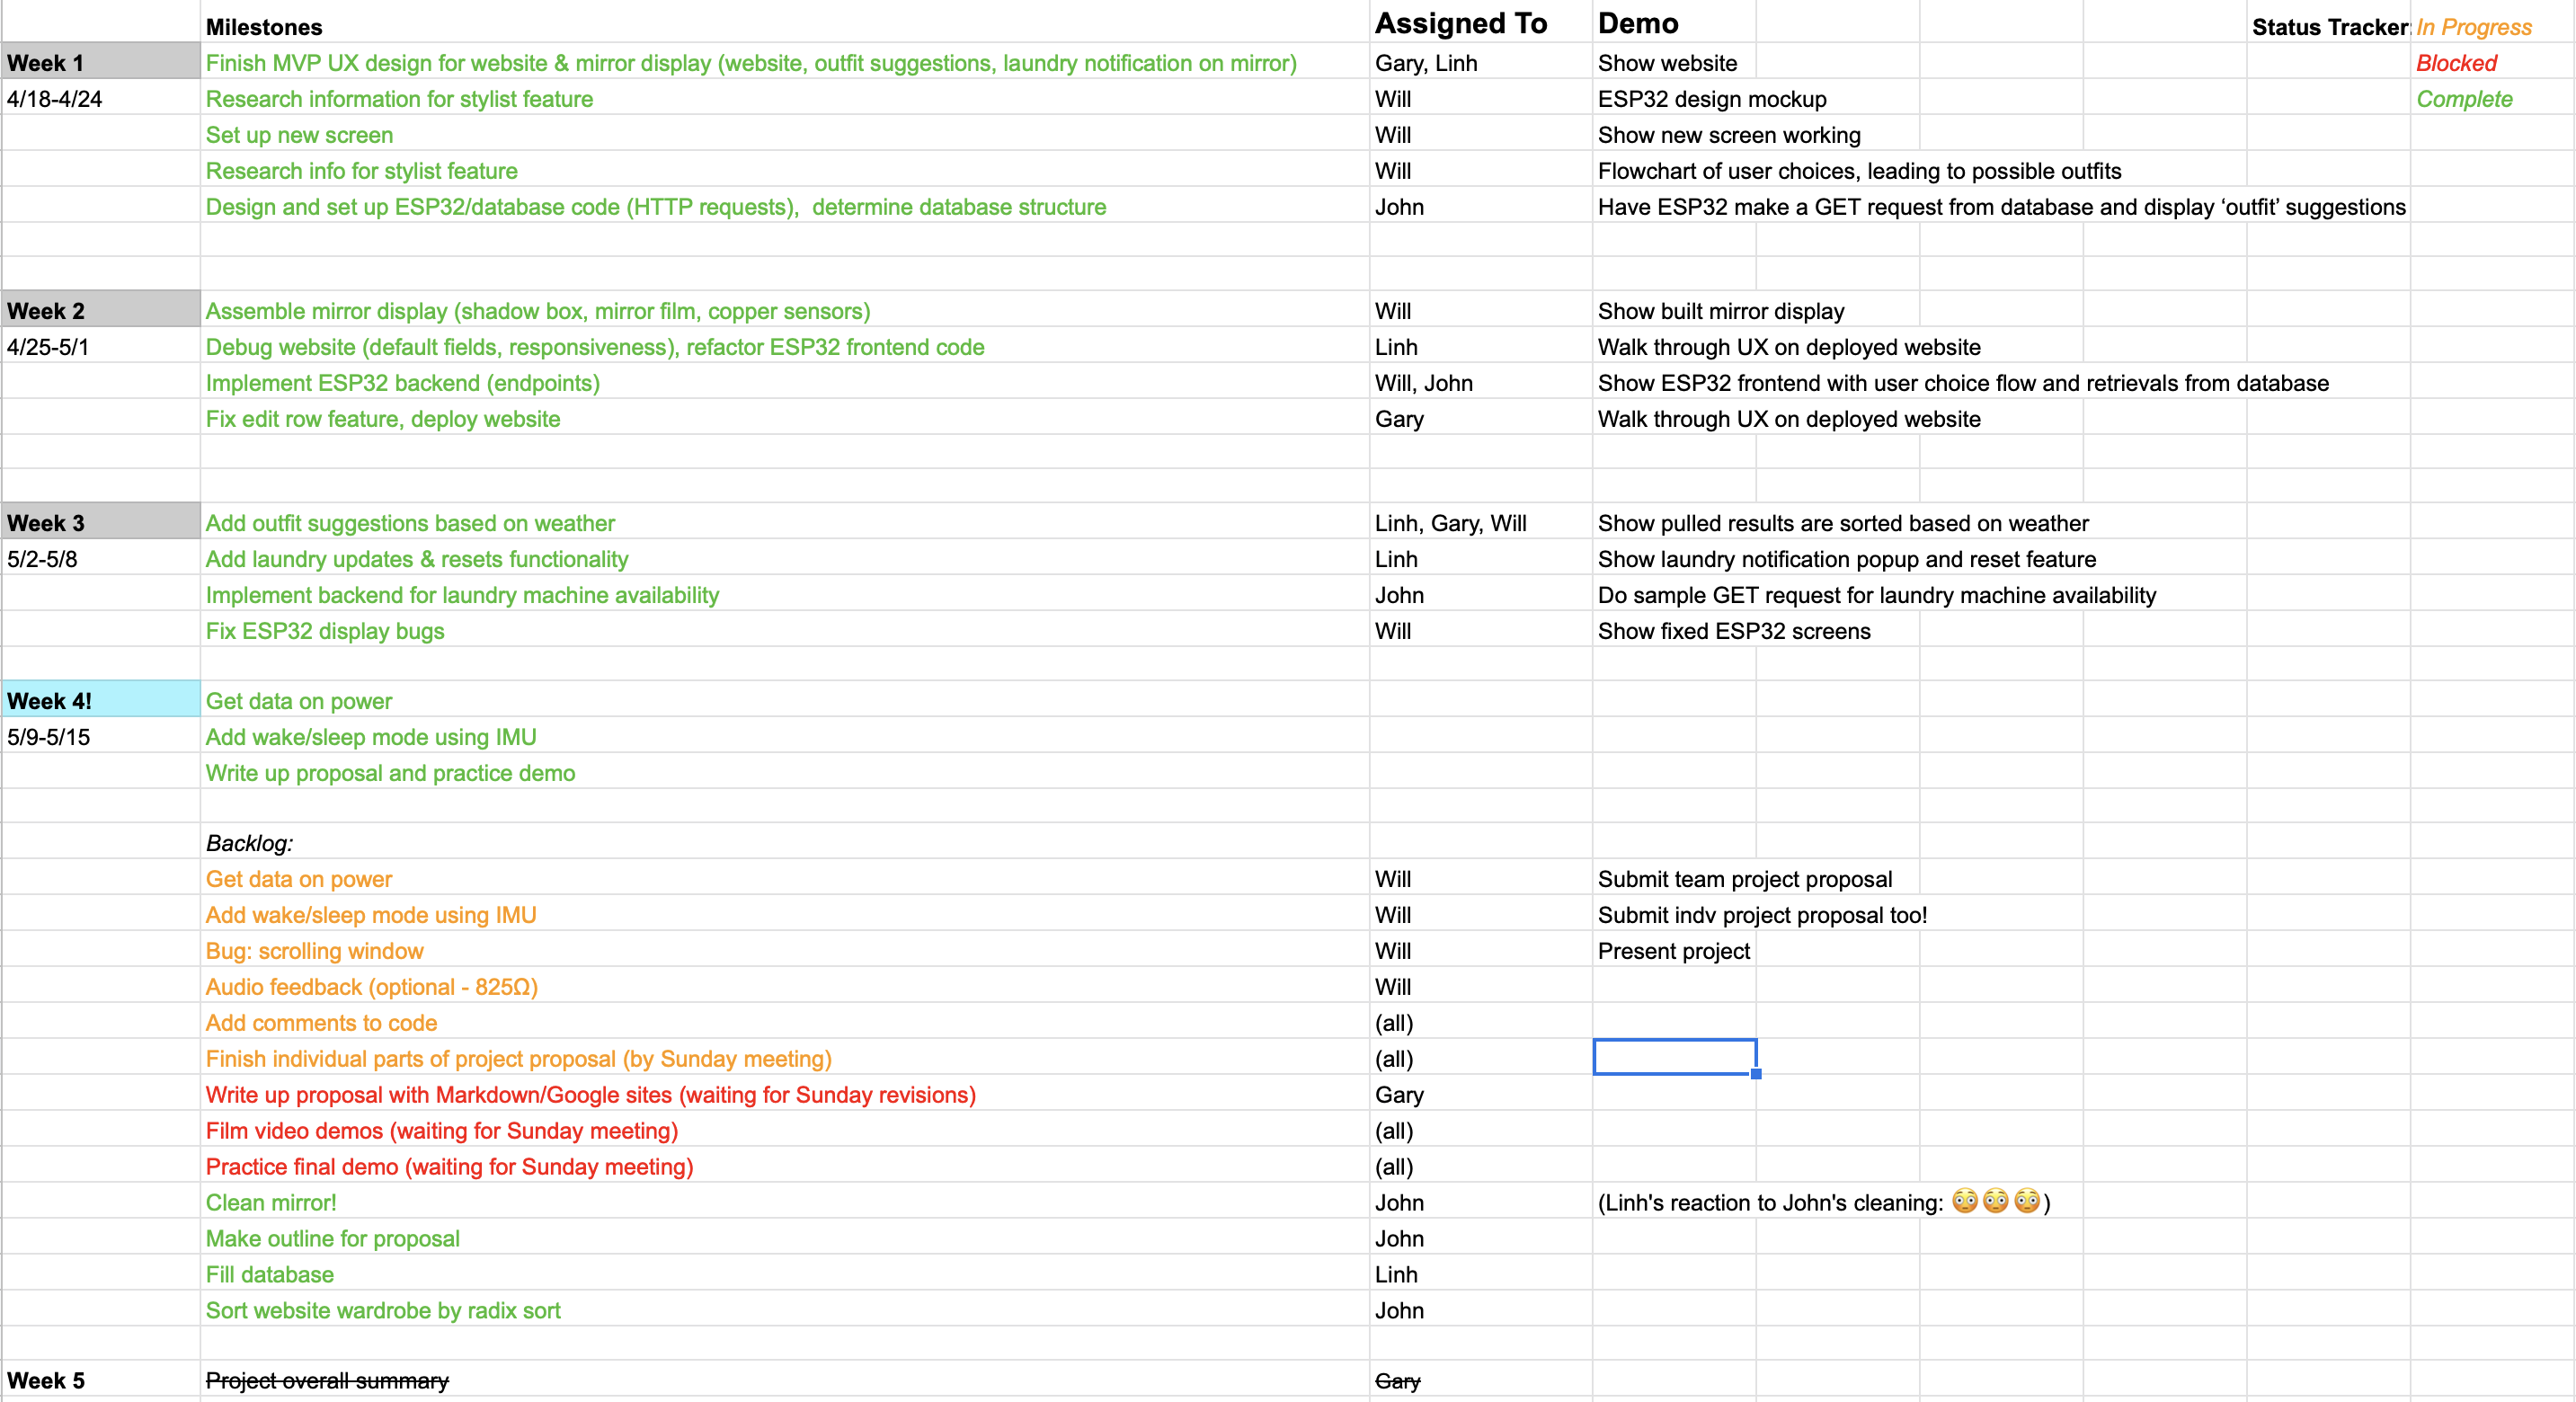 Milestones Assigned To Demo Status Tracker: In Progress
Week 1 Finish MVP UX design for website & mirror display (website, outfit suggestions, laundry notification on mirror) Gary, Linh Show website Blocked
4/18-4/24 Research information for stylist feature Will ESP32 design mockup Complete
Set up new screen Will Show new screen working
Research info for stylist feature Will Flowchart of user choices, leading to possible outfits
Design and set up ESP32/database code (HTTP requests), determine database structure John Have ESP32 make a GET request from database and display ‘outfit’ suggestions
Week 2 Assemble mirror display (shadow box, mirror film, copper sensors) Will Show built mirror display
4/25-5/1 Debug website (default fields, responsiveness), refactor ESP32 frontend code Linh Walk through UX on deployed website
Implement ESP32 backend (endpoints) Will, John Show ESP32 frontend with user choice flow and retrievals from database
Fix edit row feature, deploy website Gary Walk through UX on deployed website
Week 3 Add outfit suggestions based on weather Linh, Gary, Will Show pulled results are sorted based on weather
5/2-5/8 Add laundry updates & resets functionality Linh Show laundry notification popup and reset feature
Implement backend for laundry machine availability John Do sample GET request for laundry machine availability
Fix ESP32 display bugs Will Show fixed ESP32 screens
Week 4! Get data on power
5/9-5/15 Add wake/sleep mode using IMU
Write up proposal and practice demo
Backlog:
Get data on power Will Submit team project proposal
Add wake/sleep mode using IMU Will Submit indv project proposal too!
Bug: scrolling window Will Present project
Audio feedback (optional - 825Ω) Will
Add comments to code (all)
Finish individual parts of project proposal (by Sunday meeting) (all)
Write up proposal with Markdown/Google sites (waiting for Sunday revisions) Gary
Film video demos (waiting for Sunday meeting) (all)
Practice final demo (waiting for Sunday meeting) (all)
Clean mirror! John (Linh's reaction to John's cleaning: 😳😳😳)
Make outline for proposal John
Fill database Linh
Sort website wardrobe by radix sort John
Week 5 Project overall summary Gary